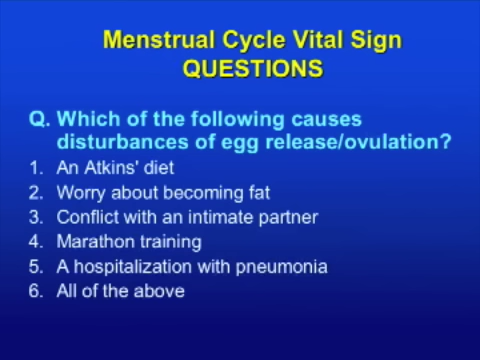 Menstrual Cycle Vital Sign
QUESTIONS
Q. Which of the following causes
disturbances of egg release/ovulation?
1. An Atkins' diet
2. Worry about becoming fat
3. Conflict with an intimate partner
4. Marathon training
5. A hospitalization with pneumonia
6. All of the above